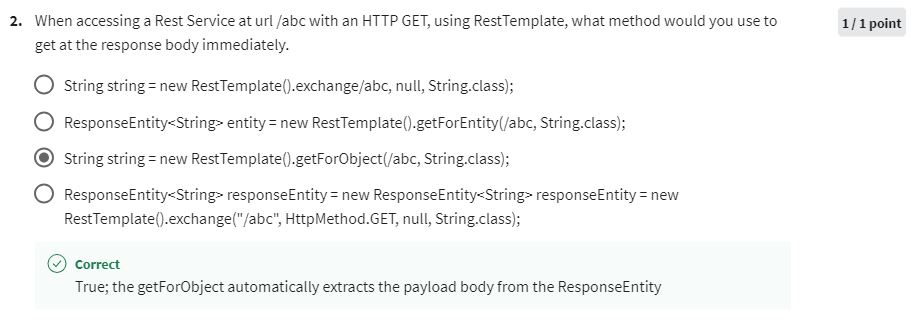 2. When accessing a Rest Service at url /abc with an HTTP GET, using RestTemplate, what method would you use to
1 / 1 point
get at the response body immediately.
String string = new RestTemplate().exchange/abc, null, String.class);
ResponseEntity<String> entity = new RestTemplate().getForEntity(/abc, String.class);
String string = new RestTemplate().getForObject(/abc, String.class);
ResponseEntity<String> responseEntity = new ResponseEntity<String> responseEntity = new
RestTemplate().exchange("/abc", HttpMethod.GET, null, String.class);
Correct
True; the getForObject automatically extracts the payload body from the ResponseEntity